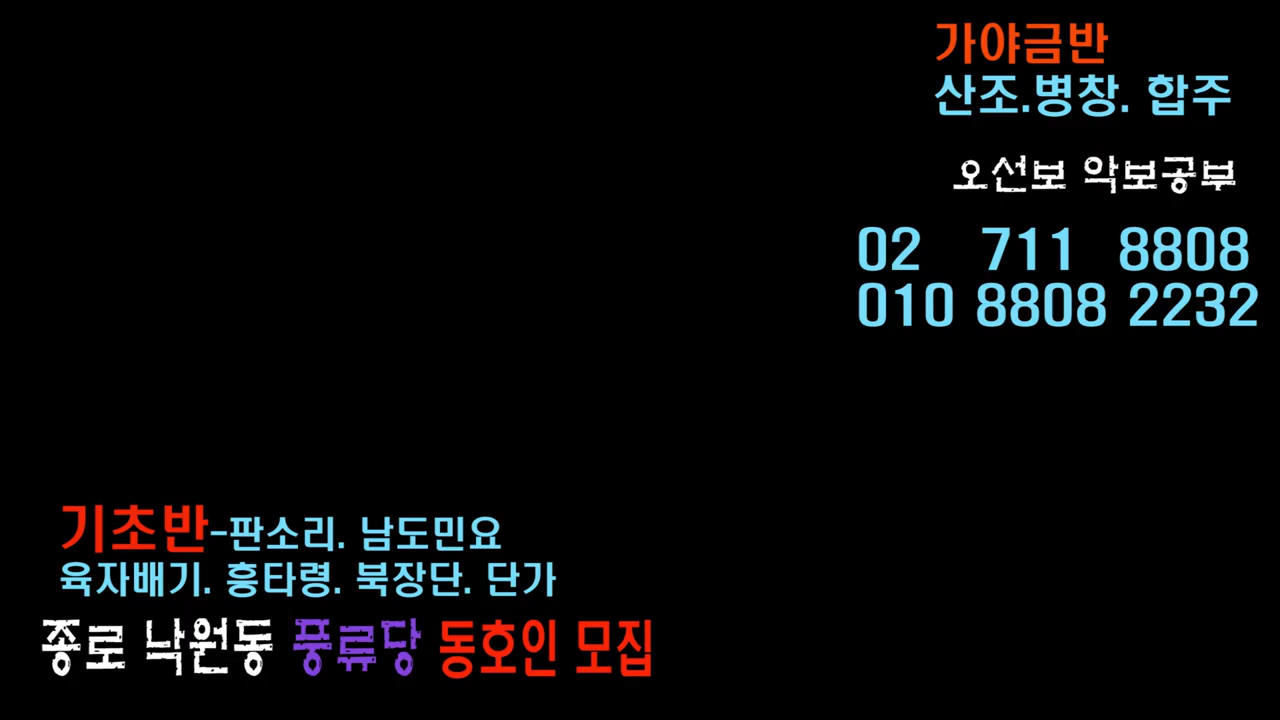 가야금반
산조.병창. 합주
오선보 악보공부
02 711 8808
010 8808 2232
기초반-판소리. 남도민요
육자배기. 흥타령. 북장단. 단가
종로 낙원동 풍류당 동호인 모집